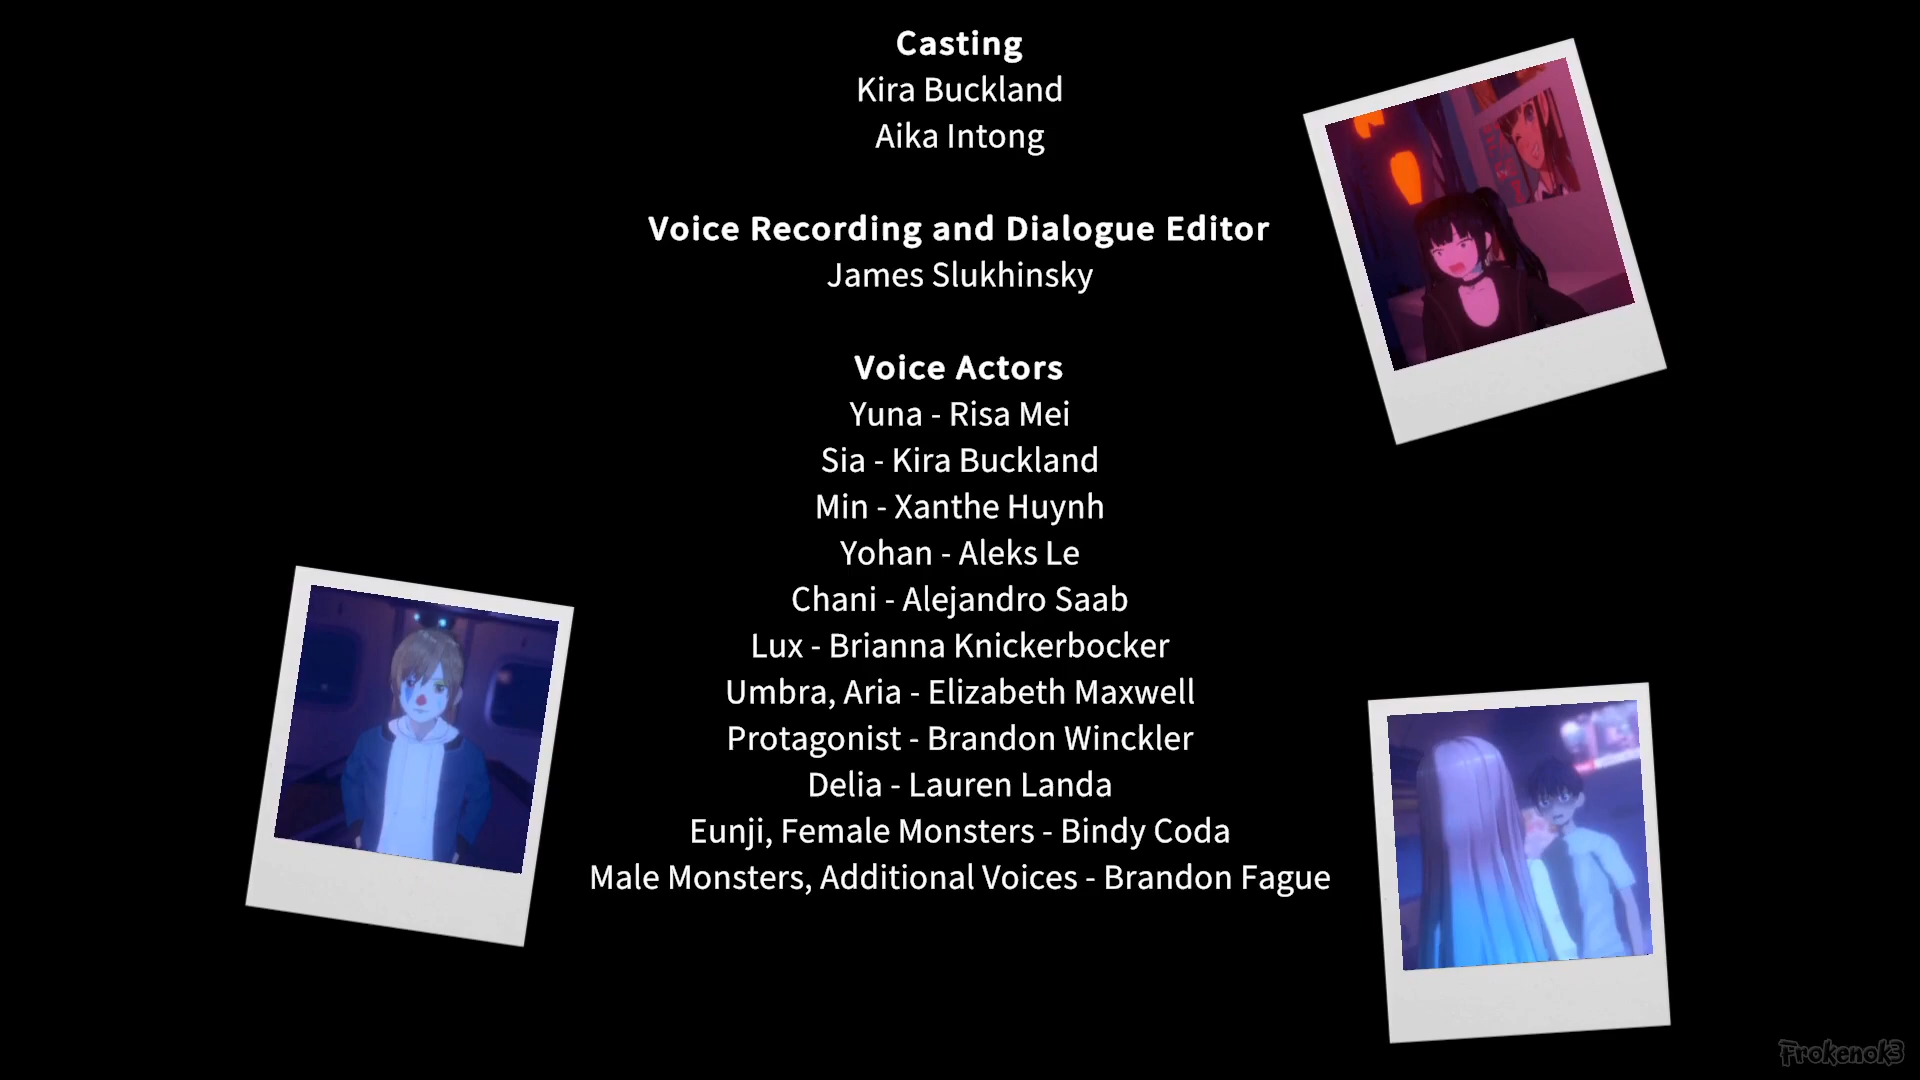 Casting
Kira Buckland
Aika Intong
Voice Recording and Dialogue Editor
James Slukhinsky
Voice Actors
Yuna - Risa Mei
Sia - Kira Buckland
Min - Xanthe Huynh
Yohan - Aleks Le
Chani - Alejandro Saab
Lux - Brianna Knickerbocker
Umbra, Aria - Elizabeth Maxwell
Protagonist - Brandon Winckler
Delia - Lauren Landa
Eunji, Female Monsters - Bindy Coda
Male Monsters, Additional Voices - Brandon Fague
Frokenok3